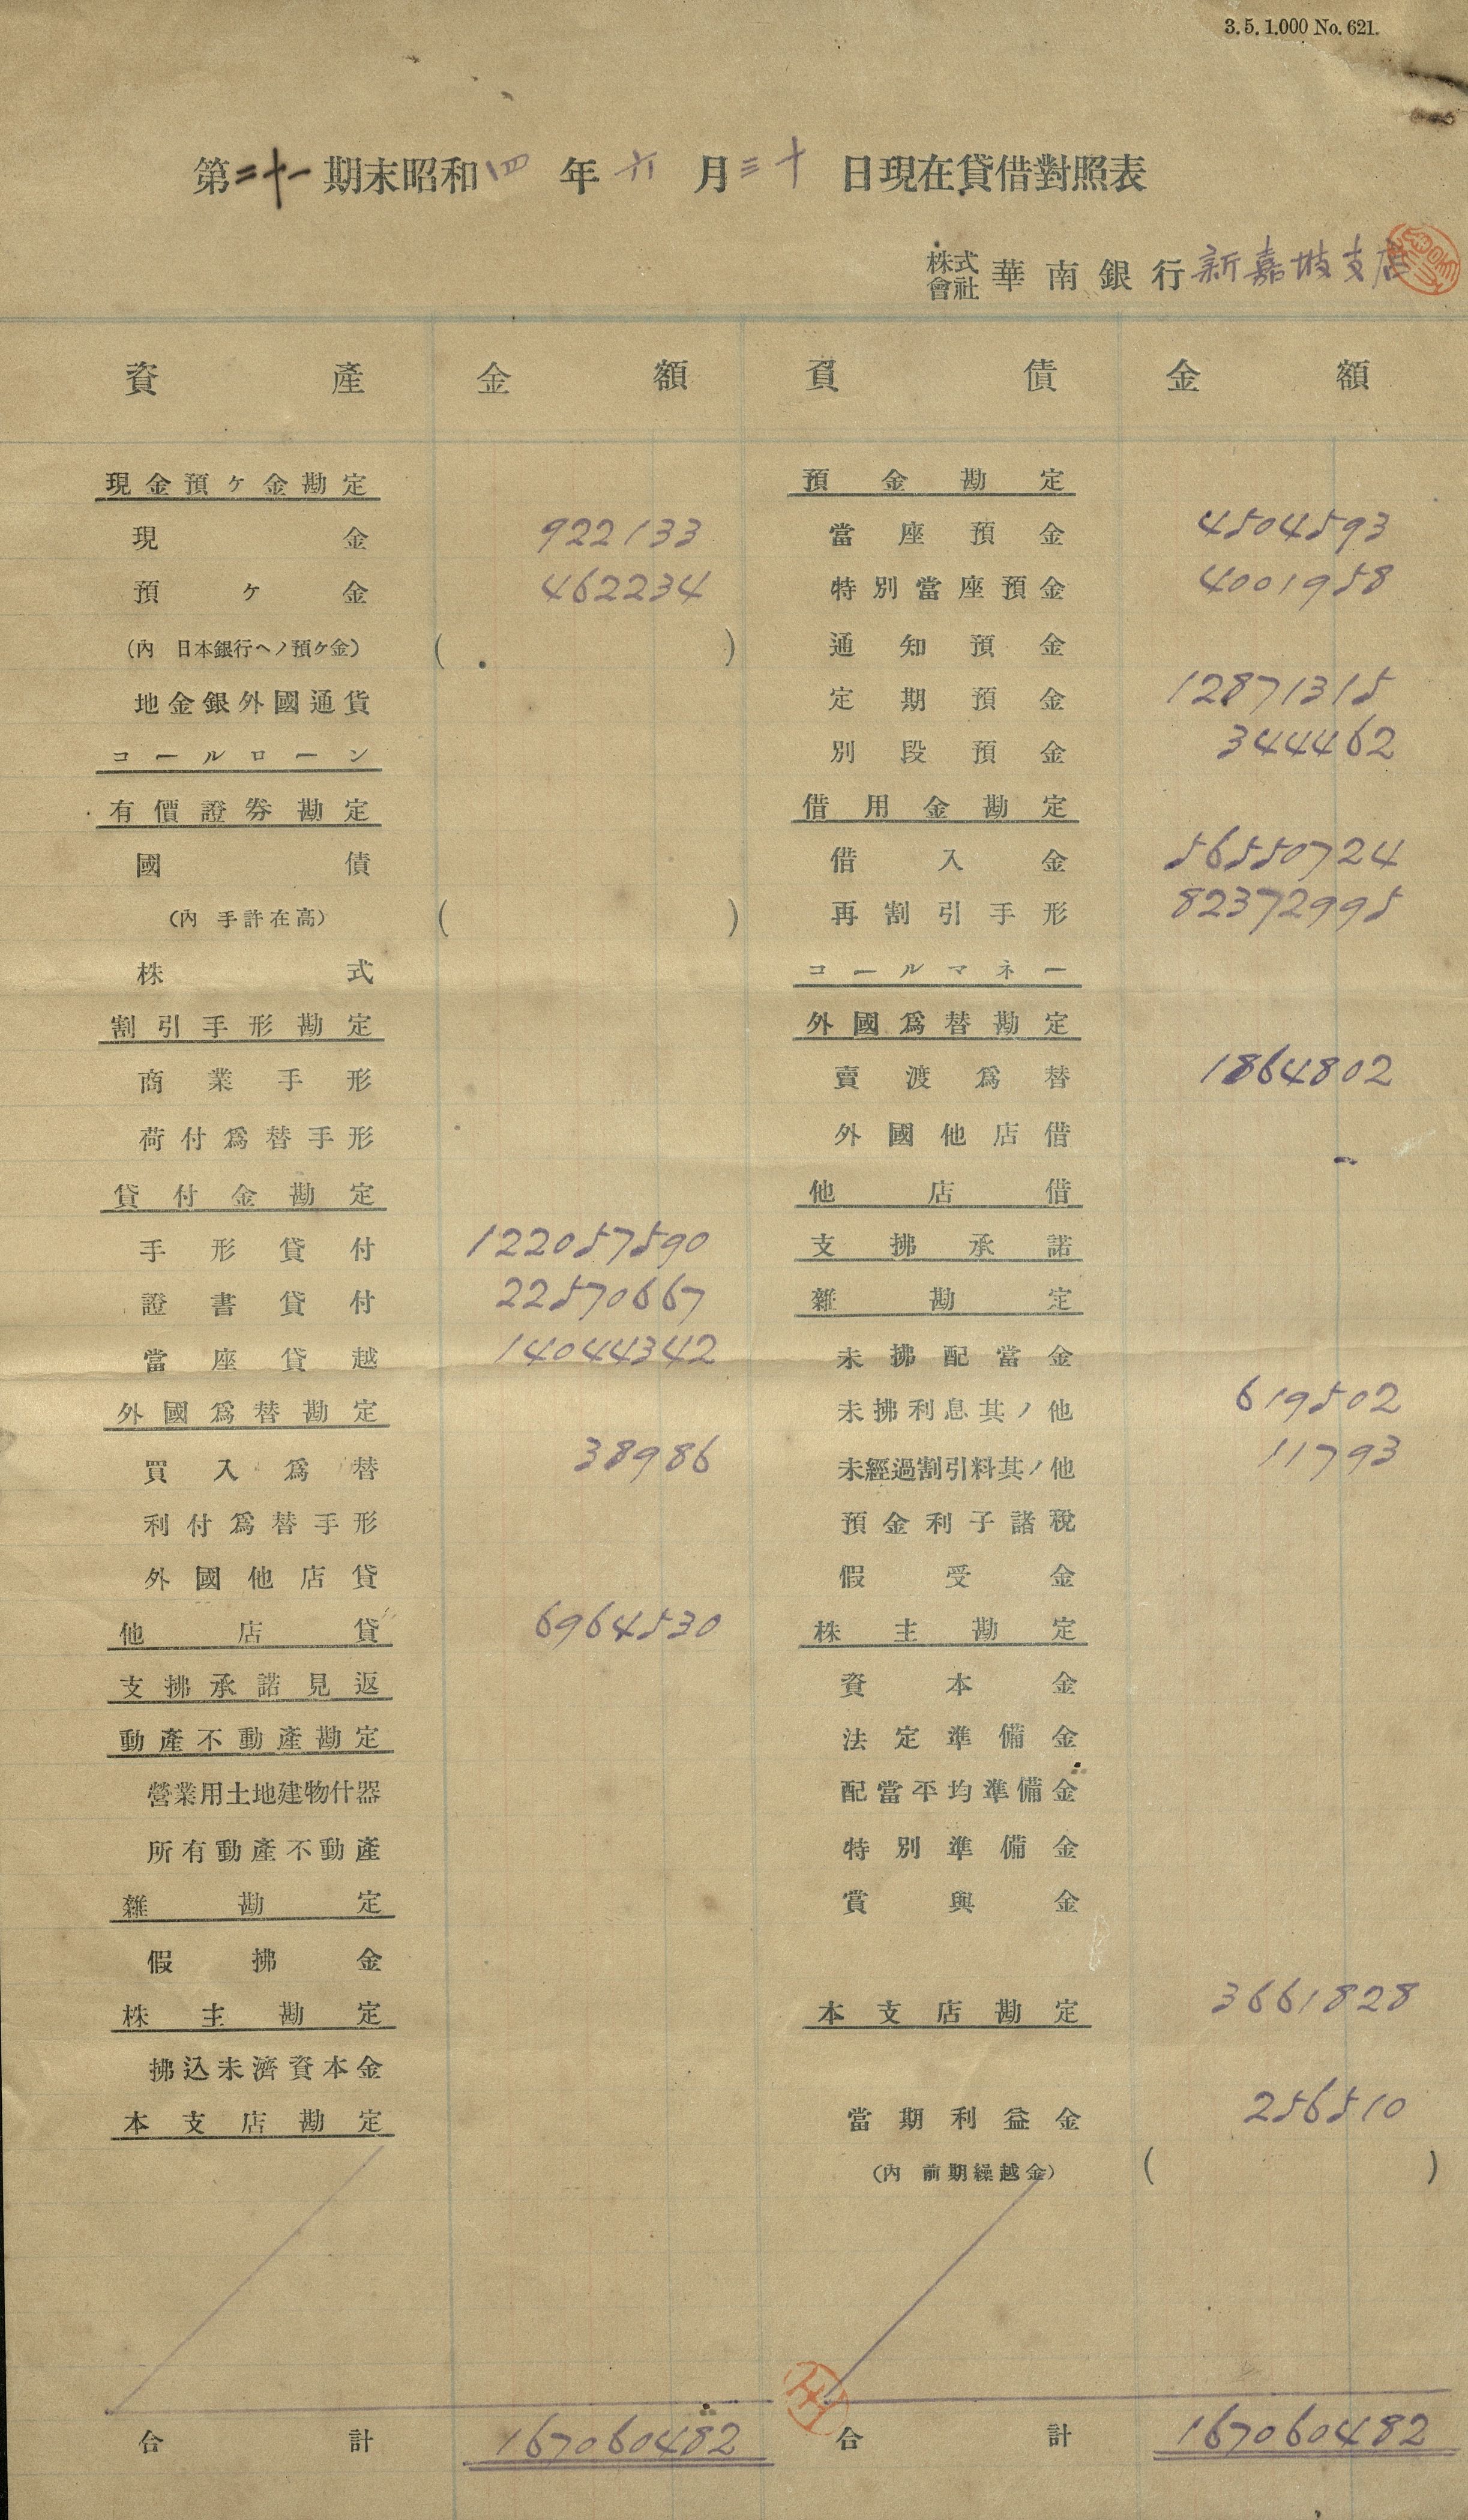 3. 5. 1.000 No. 621.
第二十一期末昭和四年六月三十日現在貸借對照表
株式會社 華南銀行新嘉坡支店
資產 金額
現金預ケ金勘定
現金 922133
預ケ金 462234
(內 日本銀行ヘノ預ケ金) ( )
地金銀外國通貨
コールローン
有價證券勘定
國債
(內 手許在高) ( )
株式
割引手形勘定
商業手形
荷付爲替手形
貸付金勘定
手形貸付 122057590
證書貸付 22570667
當座貸越 14044342
外國爲替勘定
買入爲替 38986
利付爲替手形
外國他店貸
他店貸 6964530
支拂承諾見返
動產不動產勘定
營業用土地建物什器
所有動產不動產
雜勘定
假拂金
株主勘定
拂込未濟資本金
本支店勘定
合計 167060482
負債 金額
預金勘定
當座預金 4504593
特別當座預金 4001958
通知預金
定期預金 12871315
別段預金 344462
借用金勘定
借入金 56550724
再割引手形 82372995
コールマネー
外國爲替勘定
賣渡爲替 1864802
外國他店借
他店借
支拂承諾
雜勘定
未拂配當金
未拂利息其ノ他 619502
未經過割引料其ノ他 11793
預金利子諸稅
假受金
株主勘定
資本金
法定準備金
配當平均準備金
特別準備金
賞與金
本支店勘定 3661828
當期利益金 256510
(內 前期繰越金) ( )
合計 167060482